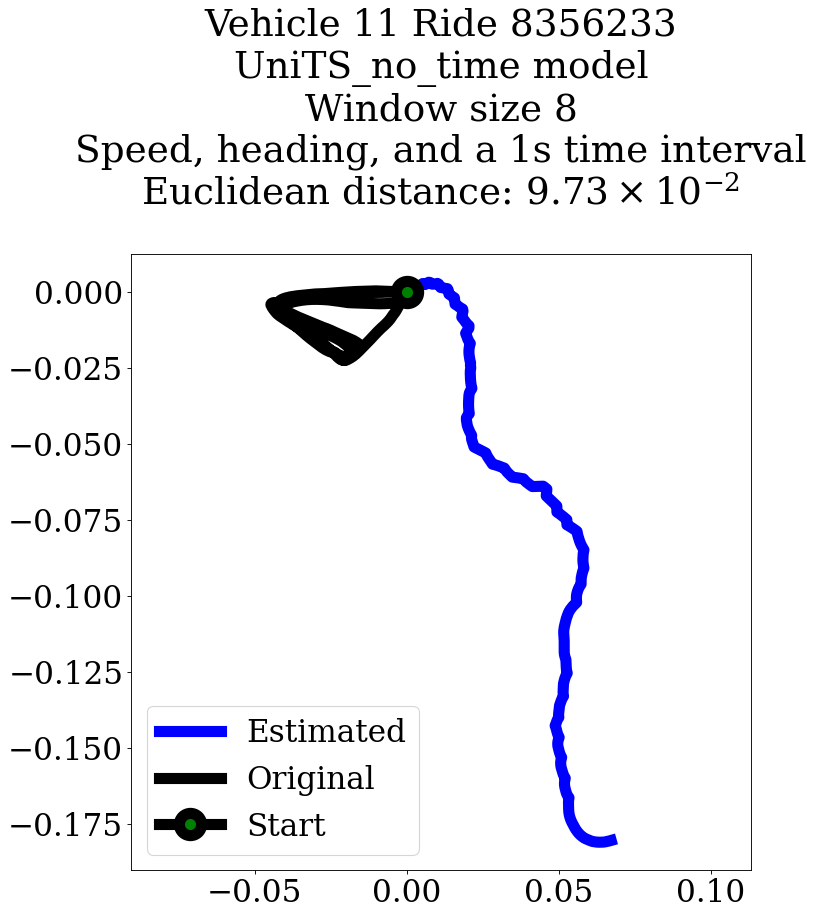 Vehicle 11 Ride 8356233
UniTS_no_time model
Window size 8
Speed, heading, and a 1s time interval
Euclidean distance: 9.73 × 10⁻²
0.000
−0.025
−0.050
−0.075
−0.100
−0.125
−0.150
−0.175
Estimated
Original
Start
−0.05 0.00 0.05 0.10